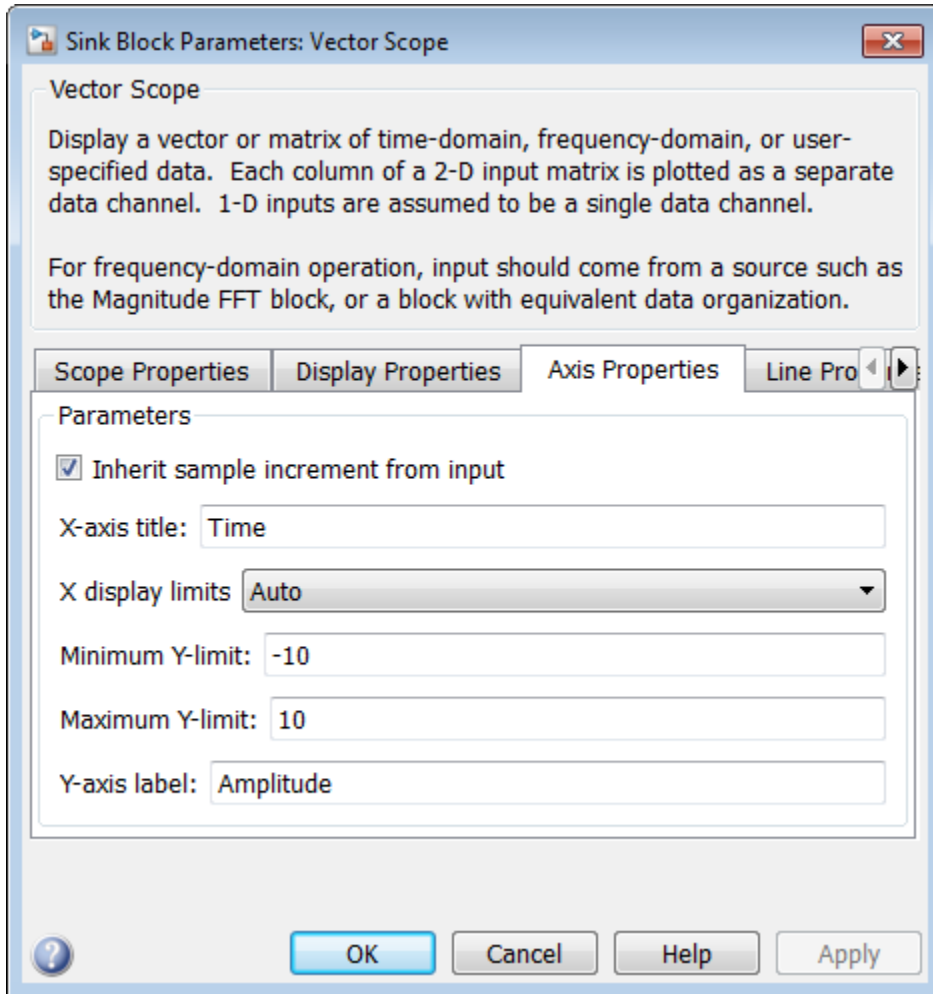 Sink Block Parameters: Vector Scope
Vector Scope
Display a vector or matrix of time-domain, frequency-domain, or user-
specified data.  Each column of a 2-D input matrix is plotted as a separate
data channel.  1-D inputs are assumed to be a single data channel.
For frequency-domain operation, input should come from a source such as
the Magnitude FFT block, or a block with equivalent data organization.
Scope Properties Display Properties Axis Properties Line
Parameters
Inherit sample increment from input
X-axis title: Time
X display limits Auto
Minimum Y-limit: -10
Maximum Y-limit: 10
Y-axis label: Amplitude
? OK Cancel Help Apply